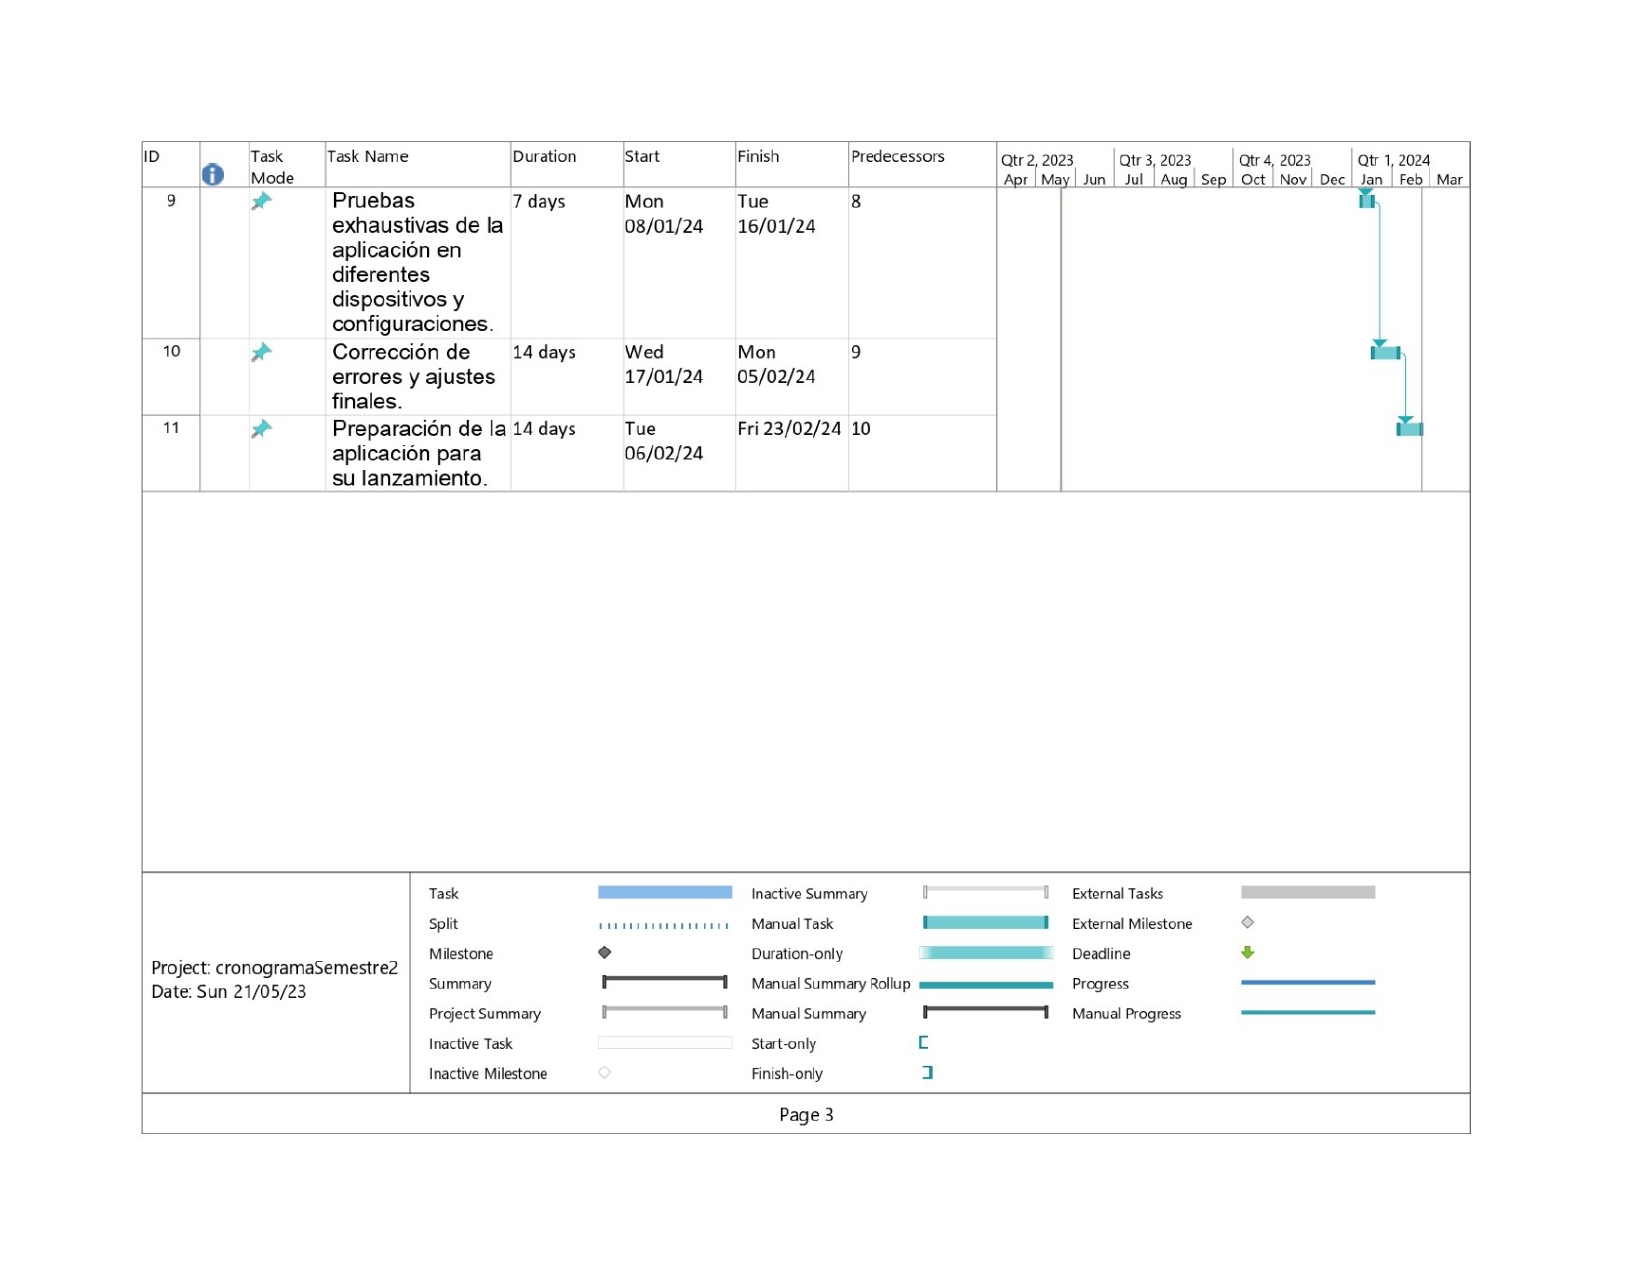 ID Task Mode Task Name Duration Start Finish Predecessors
Qtr 2, 2023 Qtr 3, 2023 Qtr 4, 2023 Qtr 1, 2024
Apr May Jun Jul Aug Sep Oct Nov Dec Jan Feb Mar
9 Pruebas 7 days Mon Tue 8
exhaustivas de la 08/01/24 16/01/24
aplicación en
diferentes
dispositivos y
configuraciones.
10 Corrección de 14 days Wed Mon 9
errores y ajustes 17/01/24 05/02/24
finales.
11 Preparación de la 14 days Tue Fri 23/02/24 10
aplicación para 06/02/24
su lanzamiento.
Project: cronogramaSemestre2
Date: Sun 21/05/23
Task Inactive Summary External Tasks
Split Manual Task External Milestone
Milestone Duration-only Deadline
Summary Manual Summary Rollup Progress
Project Summary Manual Summary Manual Progress
Inactive Task Start-only
Inactive Milestone Finish-only
Page 3